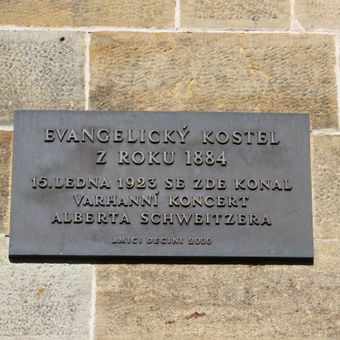 EVANGELICKÝ KOSTEL
Z ROKU 1884
15. LEDNA 1923 SE ZDE KONAL
VARHANNÍ KONCERT
ALBERTA SCHWEITZERA
AMICI DECINI 2000